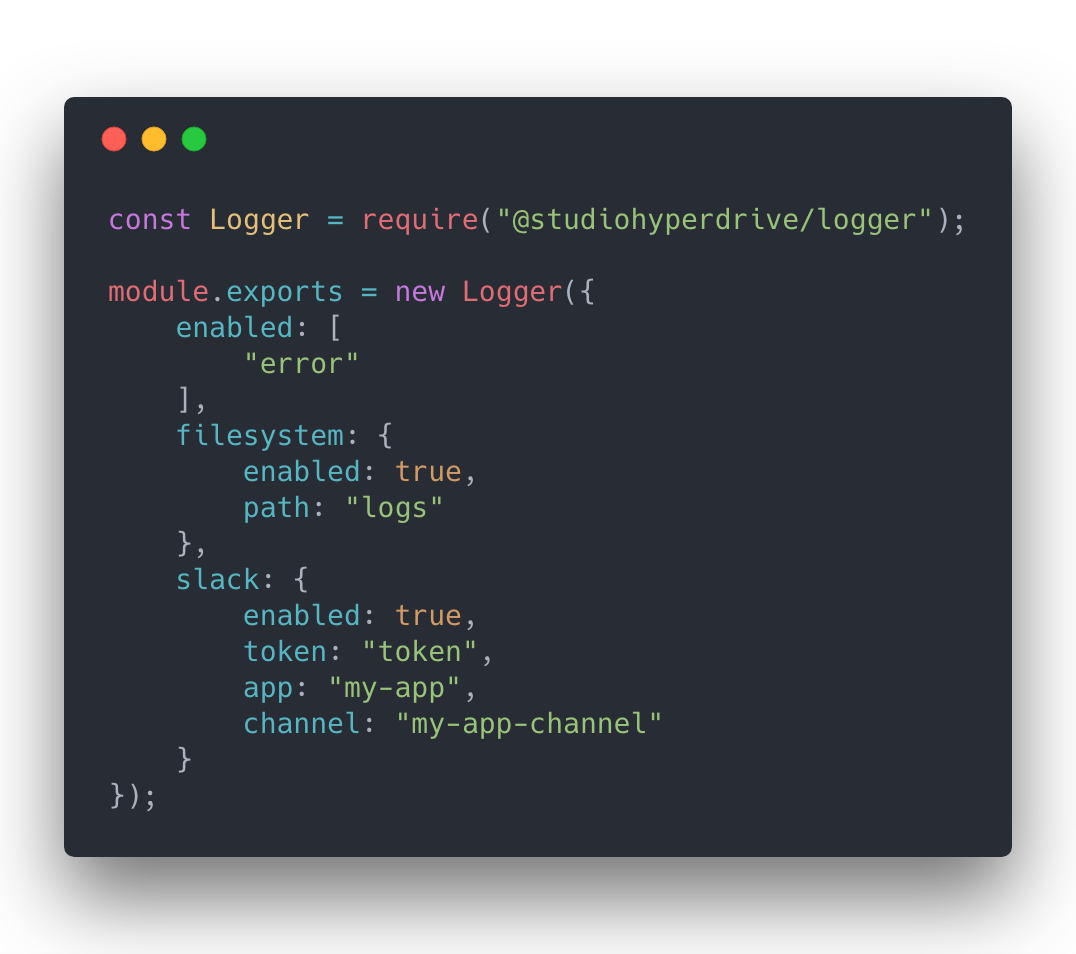 const Logger = require("@studiohyperdrive/logger");

module.exports = new Logger({
    enabled: [
        "error"
    ],
    filesystem: {
        enabled: true,
        path: "logs"
    },
    slack: {
        enabled: true,
        token: "token",
        app: "my-app",
        channel: "my-app-channel"
    }
});